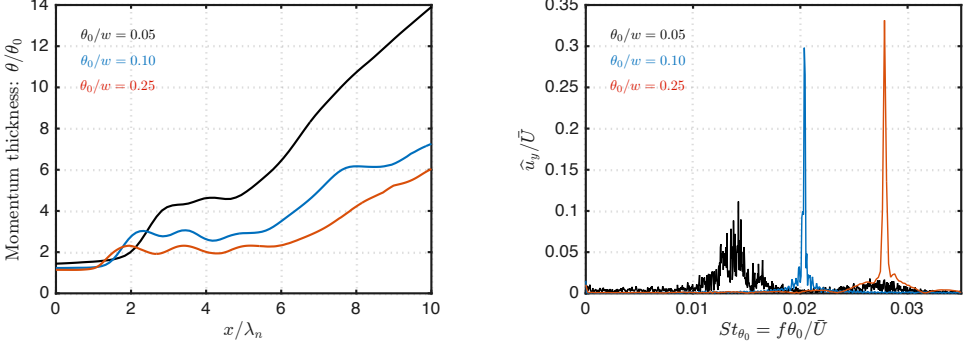 14
12
10
8
6
4
2
0
Momentum thickness: θ/θ₀
θ₀/w = 0.05
θ₀/w = 0.10
θ₀/w = 0.25
0 2 4 6 8 10
x/λₙ
0.35
0.3
0.25
0.2
0.15
0.1
0.05
0
û_y/Ū
θ₀/w = 0.05
θ₀/w = 0.10
θ₀/w = 0.25
0 0.01 0.02 0.03
St_θ₀ = fθ₀/Ū